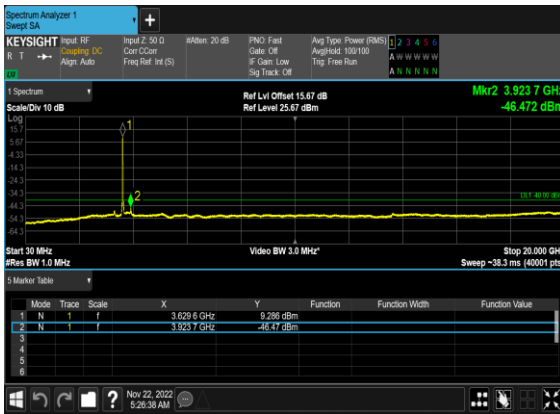 Spectrum Analyzer 1
Swept SA
KEYSIGHT Input: RF Input Z: 50 Ω #Atten: 20 dB PNO: Fast Avg Type: Power (RMS) 1 2 3 4 5 6
R T Coupling: DC Corr CCorr Gate: Off Avg|Hold: 100/100 A W W W W W
Align: Auto Freq Ref: Int (S) IF Gain: Low Trig: Free Run
Sig Track: Off A N N N N N
1 Spectrum
Scale/Div 10 dB
Ref Lvl Offset 15.67 dB
Ref Level 25.67 dBm
Mkr2 3.923 7 GHz
-46.472 dBm
Log
15.7
5.67
-4.33
-14.3
-24.3
-34.3
-44.3
-54.3
-64.3
1
2
Start 30 MHz
#Res BW 1.0 MHz
Video BW 3.0 MHz*
Stop 20.000 GH
Sweep ~38.3 ms (40001 pts
5 Marker Table
Mode Trace Scale X Y Function Function Width Function Value
1 N 1 f 3.629 6 GHz 9.286 dBm
2 N 1 f 3.923 7 GHz -46.47 dBm
3
4
5
6
?
Nov 22, 2022
5:26:38 AM